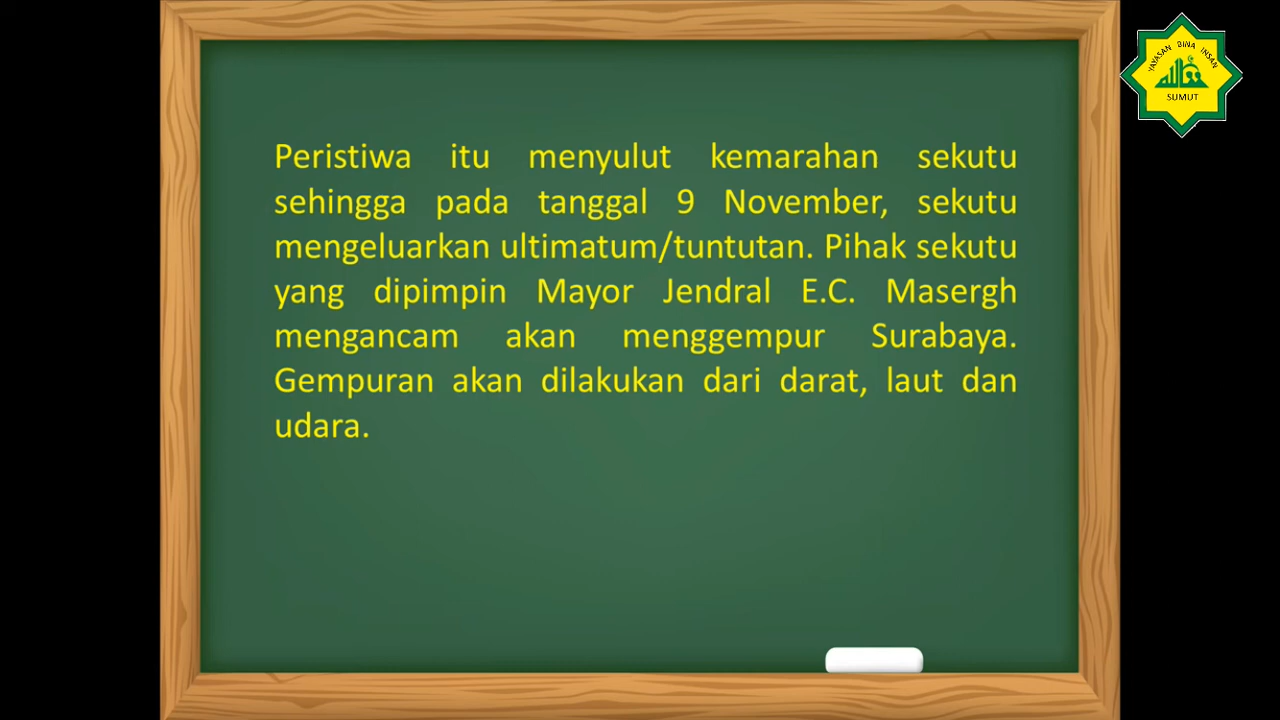 Peristiwa itu menyulut kemarahan sekutu
sehingga pada tanggal 9 November, sekutu
mengeluarkan ultimatum/tuntutan. Pihak sekutu
yang dipimpin Mayor Jendral E.C. Masergh
mengancam akan menggempur Surabaya.
Gempuran akan dilakukan dari darat, laut dan
udara.
YAYASAN BINA INSAN
SUMUT